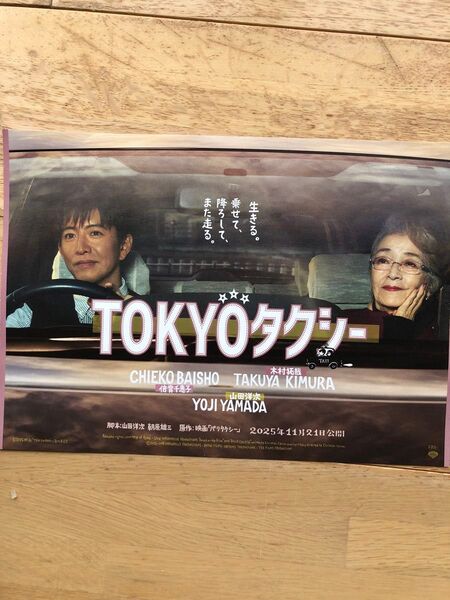 生きる。
乗せて、
降ろして、
また走る。
TOKYOタクシー
TAXI
CHIEKO BAISHO
倍賞千恵子
木村拓哉
TAKUYA KIMURA
山田洋次
YOJI YAMADA
脚本：山田洋次 朝原雄三 原作：映画「パリタクシー」 2025年11月21日公開